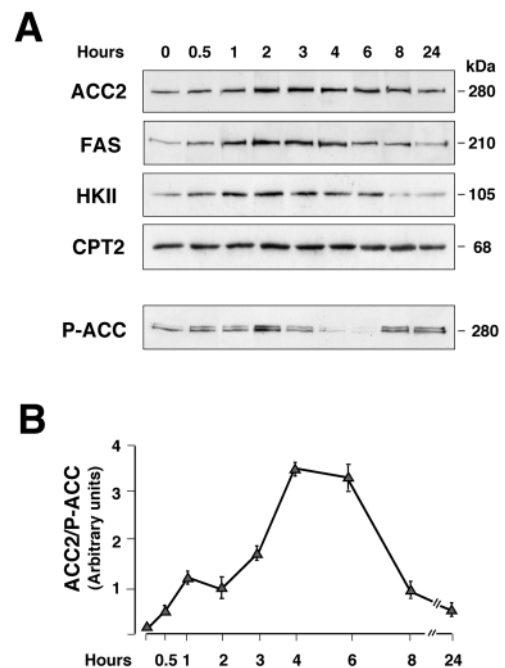 A
Hours 0 0.5 1 2 3 4 6 8 24
kDa
ACC2 280
FAS 210
HKII 105
CPT2 68
P-ACC 280
B
ACC2/P-ACC
(Arbitrary units)
4
3
2
1
Hours 0.5 1 2 3 4 6 8 24